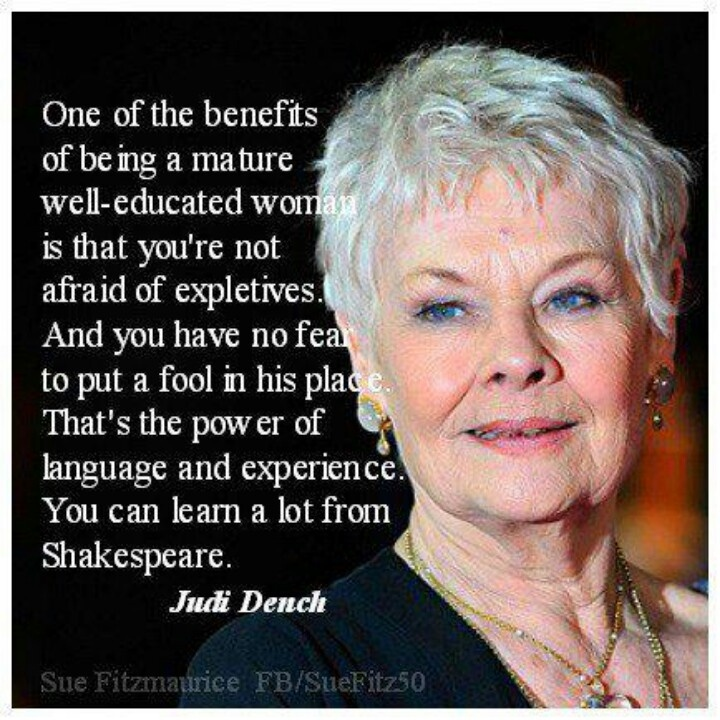 One of the benefits
of being a mature
well-educated woman
is that you're not
afraid of expletives.
And you have no fear
to put a fool in his place.
That's the power of
language and experience.
You can learn a lot from
Shakespeare.
Judi Dench
Sue Fitzmaurice FB/SueFitz50